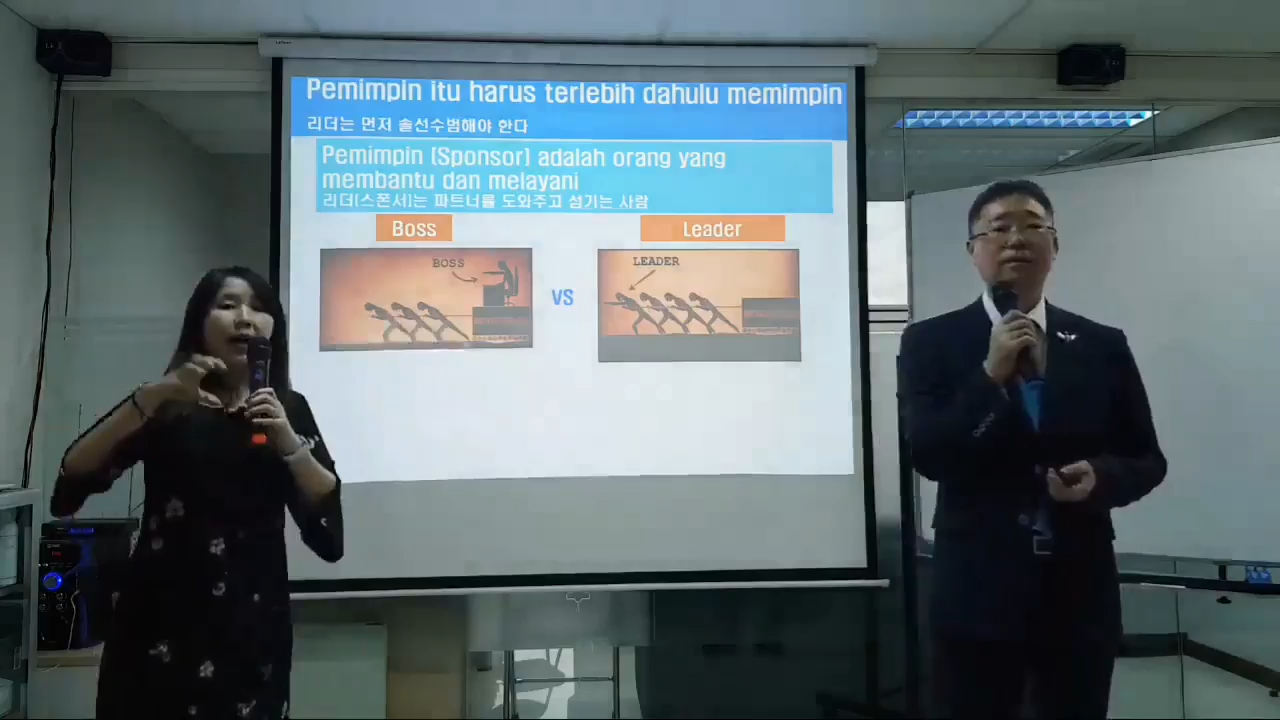 Pemimpin itu harus terlebih dahulu memimpin
리더는 먼저 솔선수범해야 한다
Pemimpin (Sponsor) adalah orang yang
membantu dan melayani
리더(스폰서)는 파트너를 도와주고 섬기는 사람
Boss
Leader
BOSS
LEADER
VS